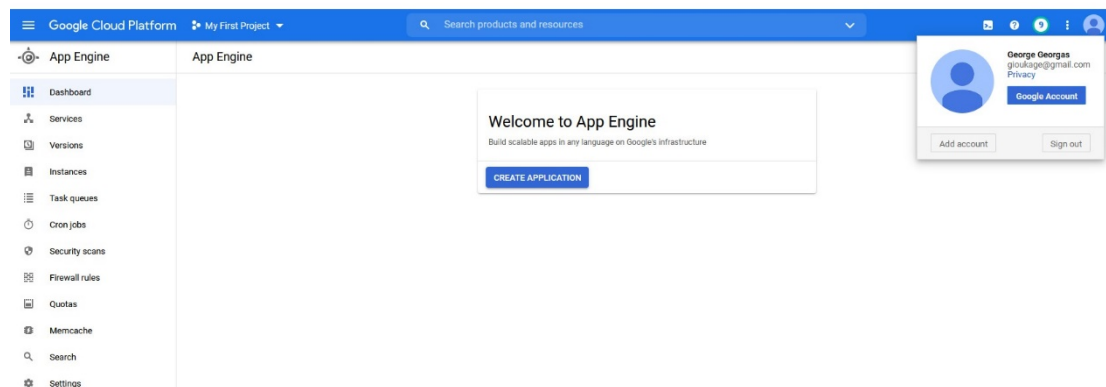 Google Cloud Platform
My First Project
Search products and resources
9
App Engine
App Engine
George Georgas
gioukage@gmail.com
Privacy
Google Account
Add account
Sign out
Dashboard
Services
Versions
Instances
Task queues
Cron jobs
Security scans
Firewall rules
Quotas
Memcache
Search
Settings
Welcome to App Engine
Build scalable apps in any language on Google's infrastructure
CREATE APPLICATION